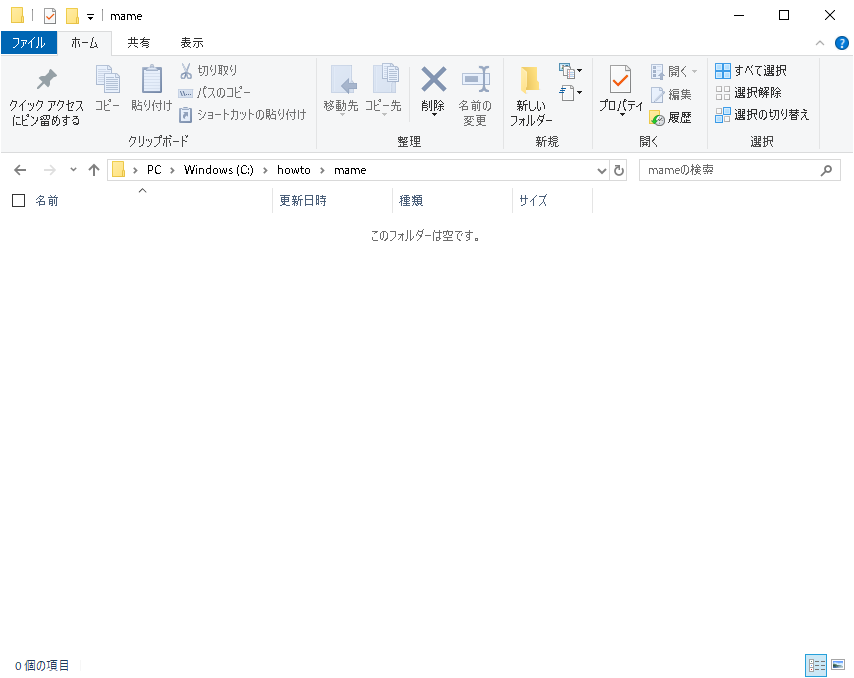 mame
ファイル ホーム 共有 表示
クイック アクセス
にピン留めする
コピー
貼り付け
切り取り
パスのコピー
ショートカットの貼り付け
クリップボード
移動先
コピー先
削除
名前の
変更
整理
新しい
フォルダー
新規
プロパティ
開く
編集
履歴
開く
すべて選択
選択解除
選択の切り替え
選択
PC > Windows (C:) > howto > mame
mameの検索
名前 更新日時 種類 サイズ
このフォルダーは空です。
0 個の項目